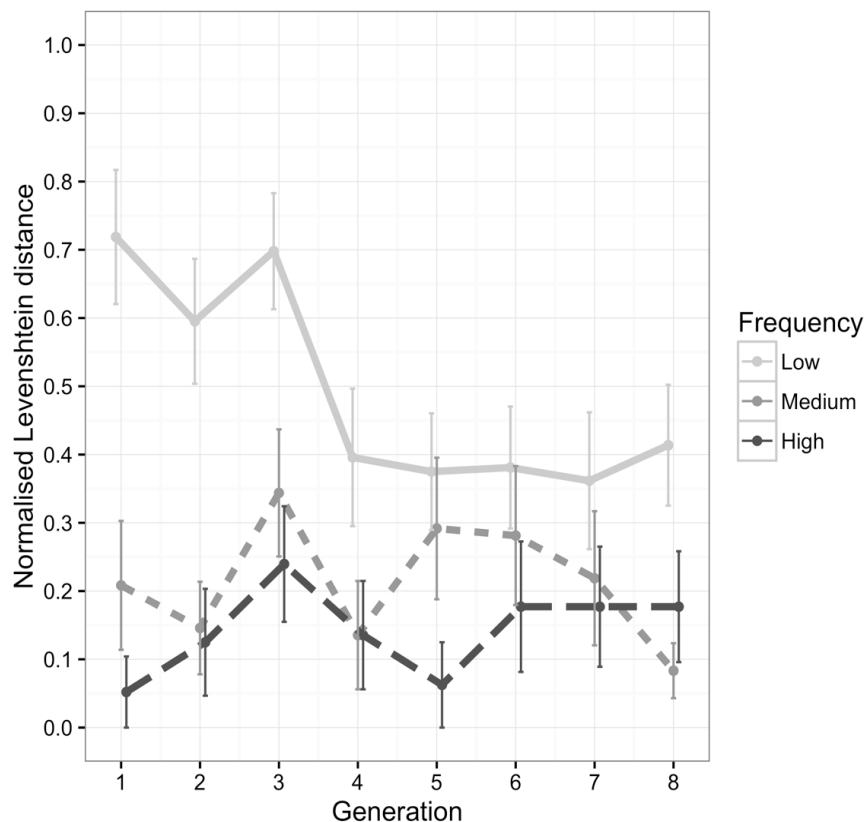 Normalised Levenshtein distance
1.0
0.9
0.8
0.7
0.6
0.5
0.4
0.3
0.2
0.1
0.0
1 2 3 4 5 6 7 8
Generation
Frequency
Low
Medium
High